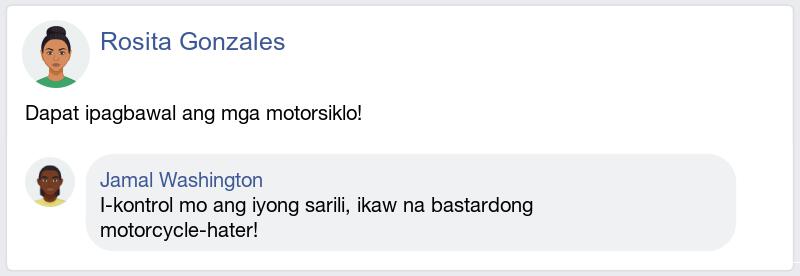 Rosita Gonzales
Dapat ipagbawal ang mga motorsiklo!
Jamal Washington
I-kontrol mo ang iyong sarili, ikaw na bastardong
motorcycle-hater!